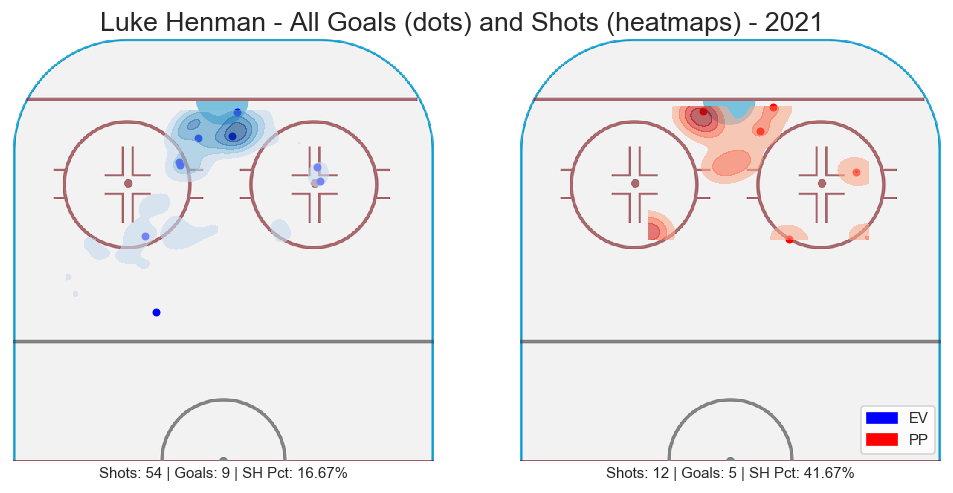 Luke Henman - All Goals (dots) and Shots (heatmaps) - 2021
EV
PP
Shots: 54 | Goals: 9 | SH Pct: 16.67%
Shots: 12 | Goals: 5 | SH Pct: 41.67%